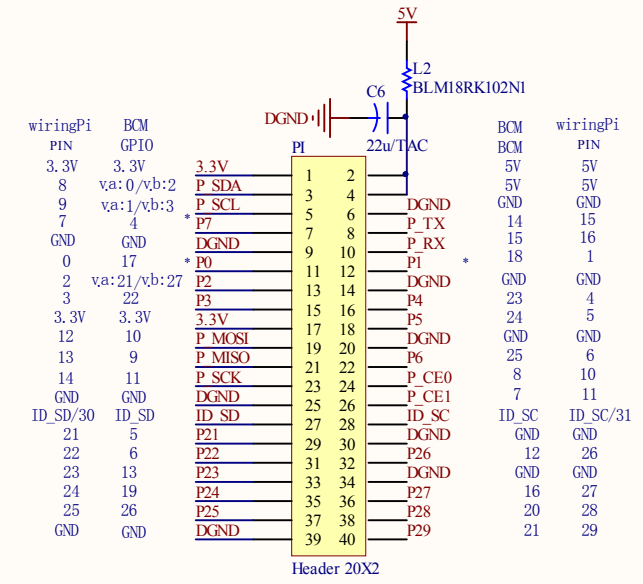 5V
L2
BLM18RK102N1
C6
DGND
22u/TAC
wiringPi BCM BCM wiringPi
PIN GPIO PI BCM PIN
3.3V 3.3V 3.3V 1 2 5V 5V
8 v.a:0/v.b:2 P_SDA 3 4 5V 5V
9 v.a:1/v.b:3 P_SCL 5 6 DGND GND GND
7 4 * P7 7 8 P_TX 14 15
GND GND DGND 9 10 P_RX 15 16
0 17 * P0 11 12 P1 * 18 1
2 v.a:21/v.b:27 P2 13 14 DGND GND GND
3 22 P3 15 16 P4 23 4
3.3V 3.3V 3.3V 17 18 P5 24 5
12 10 P_MOSI 19 20 DGND GND GND
13 9 P_MISO 21 22 P6 25 6
14 11 P_SCK 23 24 P_CE0 8 10
GND GND DGND 25 26 P_CE1 7 11
ID_SD/30 ID_SD ID_SD 27 28 ID_SC ID_SC ID_SC/31
21 5 P21 29 30 DGND GND GND
22 6 P22 31 32 P26 12 26
23 13 P23 33 34 DGND GND GND
24 19 P24 35 36 P27 16 27
25 26 P25 37 38 P28 20 28
GND GND DGND 39 40 P29 21 29
Header 20X2